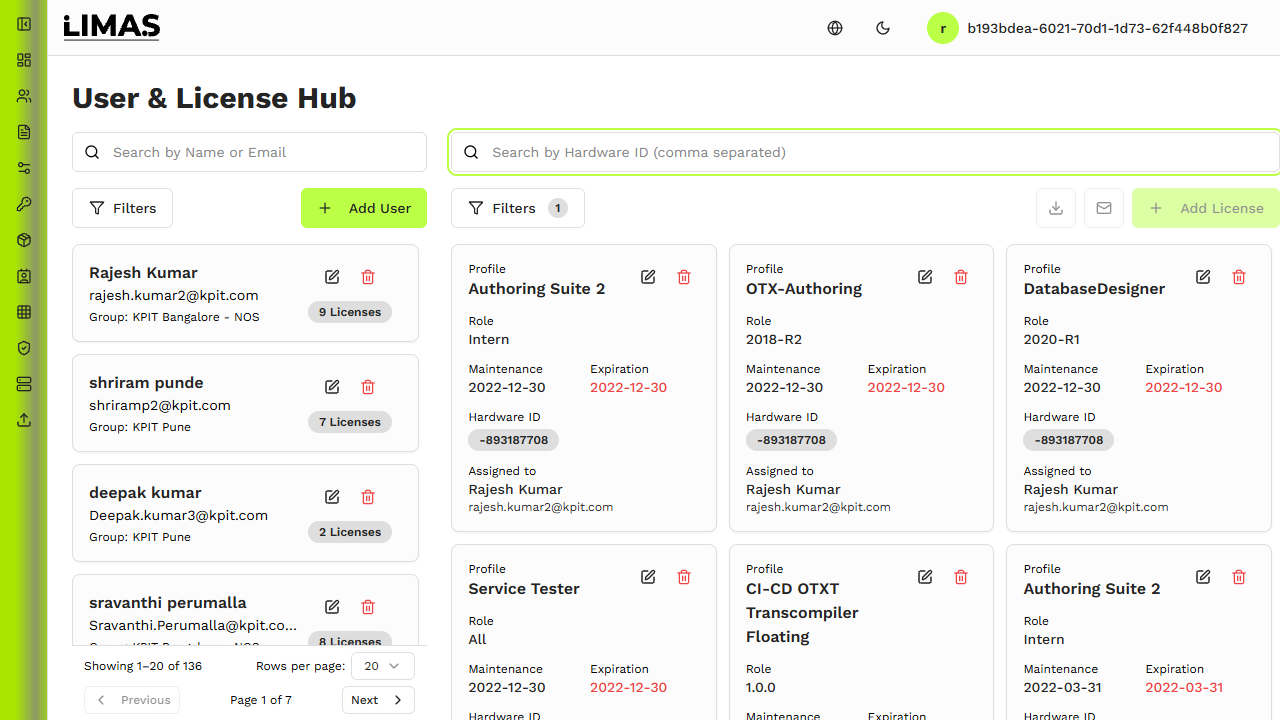 LIMAS
r
b193bdea-6021-70d1-1d73-62f448b0f827
User & License Hub
Search by Name or Email
Search by Hardware ID (comma separated)
Filters
Add User
Filters 1
Add License
Rajesh Kumar
rajesh.kumar2@kpit.com
Group: KPIT Bangalore - NOS
9 Licenses
shriram punde
shriramp2@kpit.com
Group: KPIT Pune
7 Licenses
deepak kumar
Deepak.kumar3@kpit.com
Group: KPIT Pune
2 Licenses
sravanthi perumalla
Sravanthi.Perumalla@kpit.co...
8 Licenses
Showing 1–20 of 136
Rows per page: 20
Previous
Page 1 of 7
Next
Profile
Authoring Suite 2
Role
Intern
Maintenance Expiration
2022-12-30 2022-12-30
Hardware ID
-893187708
Assigned to
Rajesh Kumar
rajesh.kumar2@kpit.com
Profile
OTX-Authoring
Role
2018-R2
Maintenance Expiration
2022-12-30 2022-12-30
Hardware ID
-893187708
Assigned to
Rajesh Kumar
rajesh.kumar2@kpit.com
Profile
DatabaseDesigner
Role
2020-R1
Maintenance Expiration
2022-12-30 2022-12-30
Hardware ID
-893187708
Assigned to
Rajesh Kumar
rajesh.kumar2@kpit.com
Profile
Service Tester
Role
All
Maintenance Expiration
2022-12-30 2022-12-30
Hardware ID
Profile
CI-CD OTXT
Transcompiler
Floating
Role
1.0.0
Maintenance Expiration
Profile
Authoring Suite 2
Role
Intern
Maintenance Expiration
2022-03-31 2022-03-31
Hardware ID